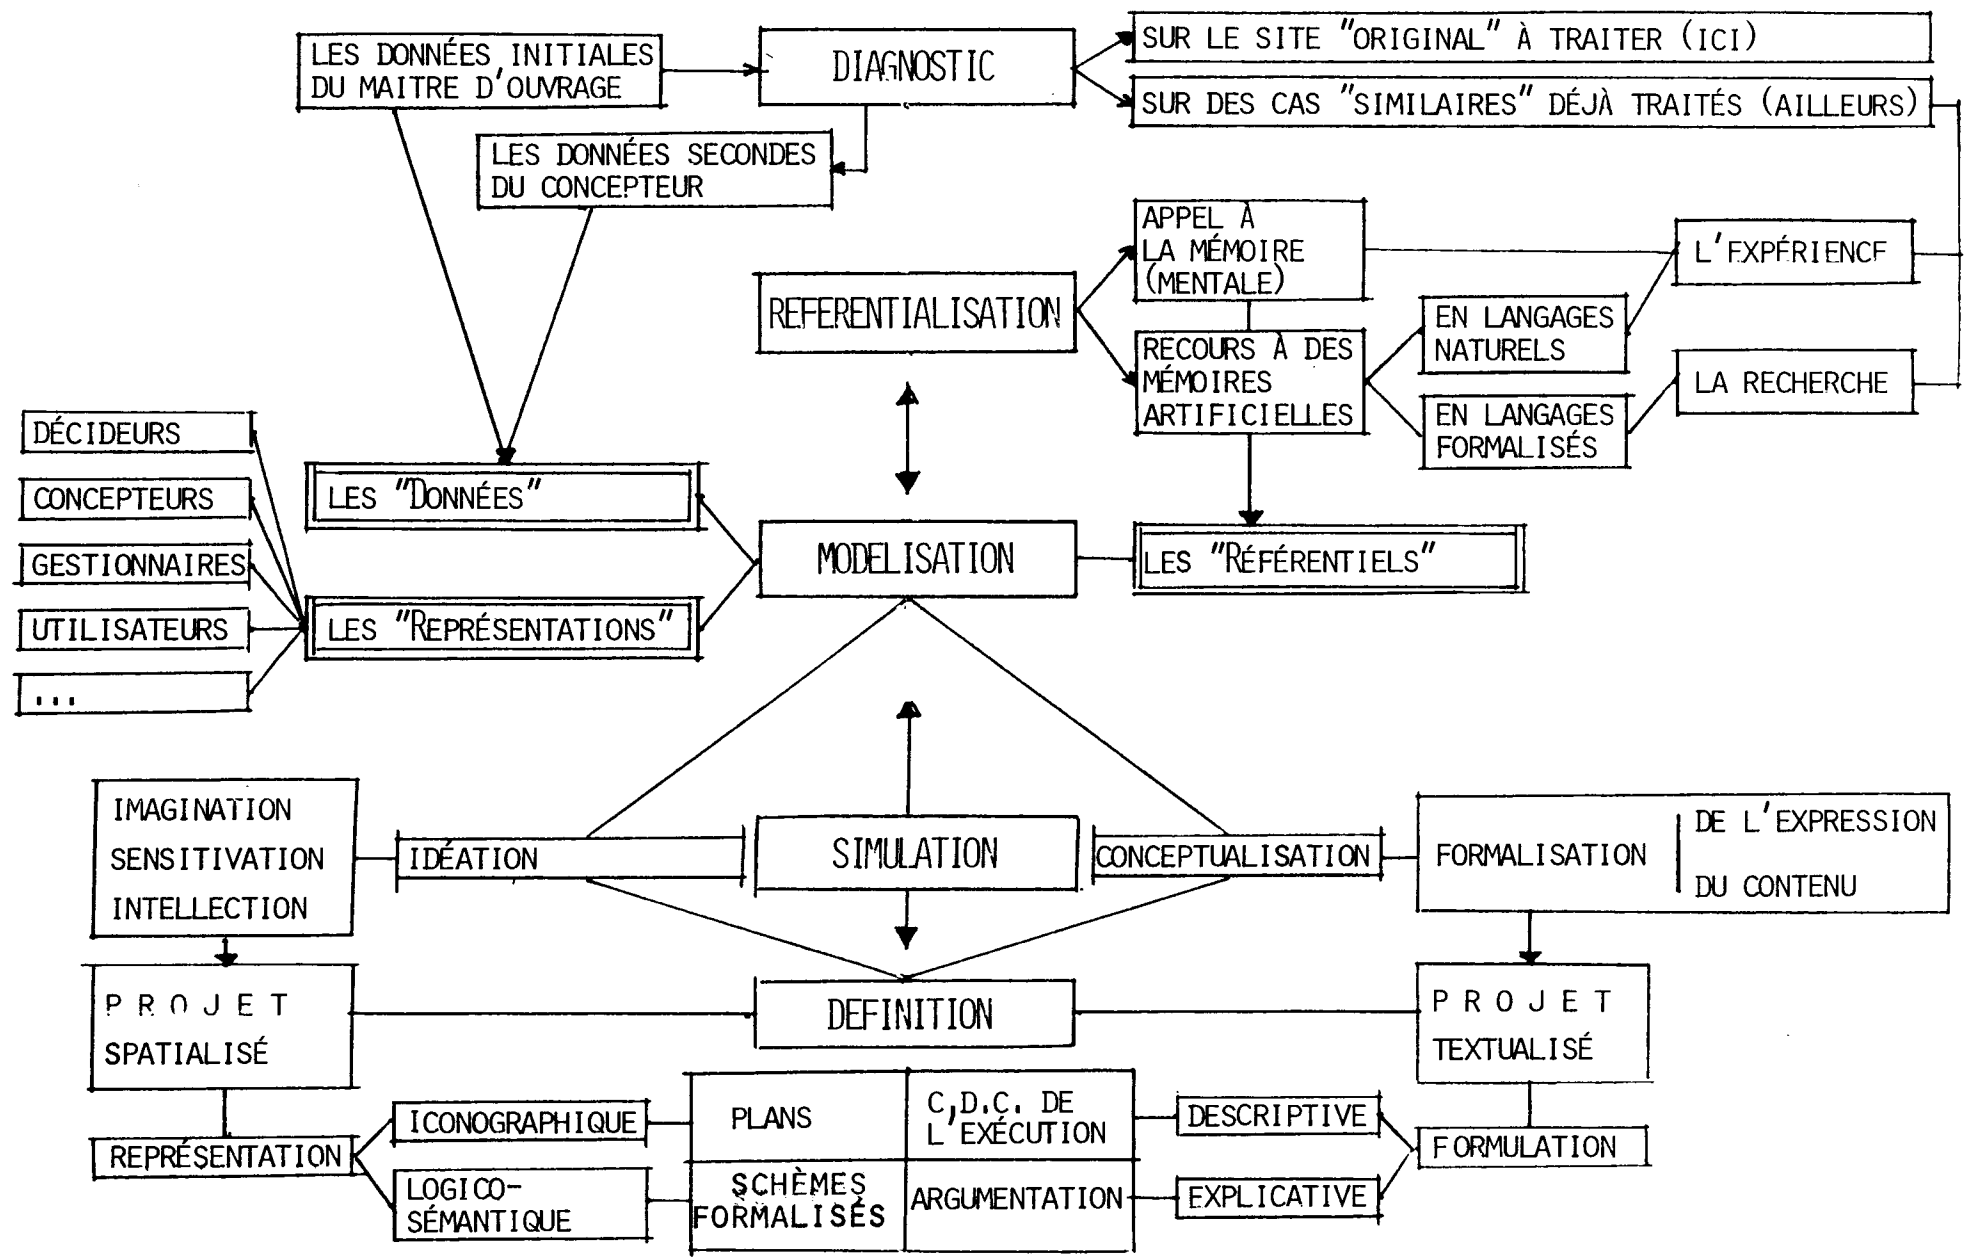 LES DONNÉES INITIALES
DU MAITRE D'OUVRAGE
DIAGNOSTIC
SUR LE SITE "ORIGINAL" À TRAITER (ICI)
SUR DES CAS "SIMILAIRES" DÉJÀ TRAITÉS (AILLEURS)
LES DONNÉES SECONDES
DU CONCEPTEUR
REFERENTIALISATION
APPEL À
LA MÉMOIRE
(MENTALE)
RECOURS À DES
MÉMOIRES
ARTIFICIELLES
EN LANGAGES
NATURELS
EN LANGAGES
FORMALISÉS
L'EXPÉRIENCE
LA RECHERCHE
DÉCIDEURS
CONCEPTEURS
GESTIONNAIRES
UTILISATEURS
...
LES "DONNÉES"
LES "REPRÉSENTATIONS"
MODELISATION
LES "RÉFÉRENTIELS"
IMAGINATION
SENSITIVATION
INTELLECTION
IDÉATION
SIMULATION
CONCEPTUALISATION
FORMALISATION
DE L'EXPRESSION
DU CONTENU
PROJET
SPATIALISÉ
DEFINITION
PROJET
TEXTUALISÉ
REPRÉSENTATION
ICONOGRAPHIQUE
LOGICO-
SÉMANTIQUE
PLANS
C.D.C. DE
L'EXÉCUTION
SCHÈMES
FORMALISÉS
ARGUMENTATION
DESCRIPTIVE
EXPLICATIVE
FORMULATION